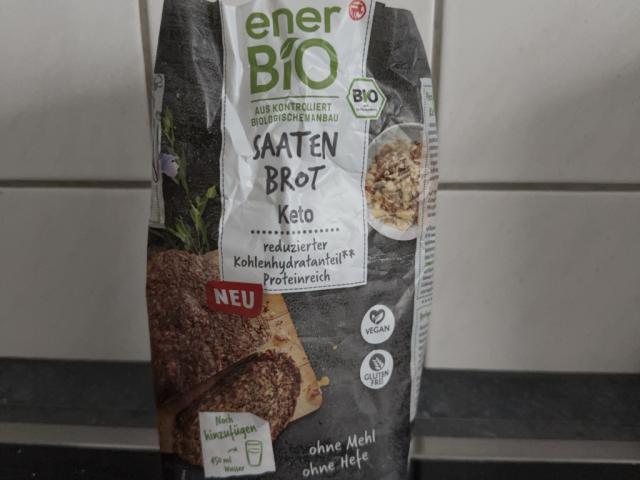 ener
BiO
AUS KONTROLLIERT
BIOLOGISCHEM ANBAU
BIO
SAATEN
BROT
Keto
reduzierter
Kohlenhydratanteil**
Proteinreich
NEU
VEGAN
GLUTEN
FREI
Noch
hinzufügen
450 ml
Wasser
ohne Mehl
ohne Hefe